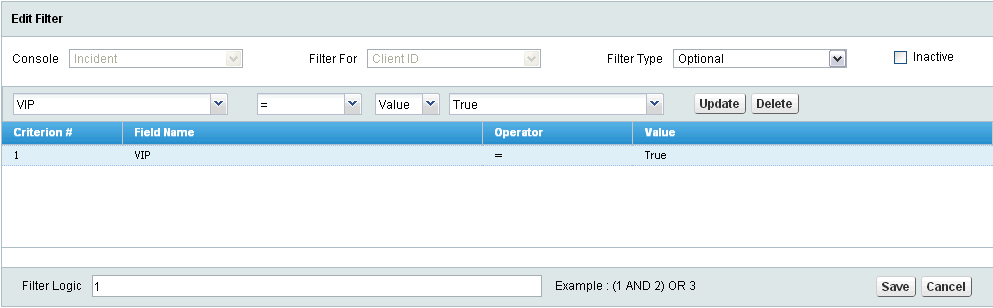 Edit Filter
Console Incident Filter For Client ID Filter Type Optional Inactive
VIP = Value True Update Delete
Criterion # Field Name Operator Value
1 VIP = True
Filter Logic 1 Example : (1 AND 2) OR 3 Save Cancel